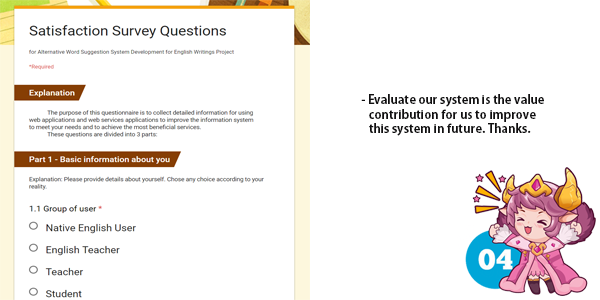 Satisfaction Survey Questions
for Alternative Word Suggestion System Development for English Writings Project
*Required
Explanation
The purpose of this questionnaire is to collect detailed information for using
web applications and web services applications to improve the information system
to meet your needs and to achieve the most beneficial services.
These questions are divided into 3 parts:
Part 1 - Basic information about you
Explanation: Please provide details about yourself. Chose any choice according to your
reality.
1.1 Group of user *
Native English User
English Teacher
Teacher
Student
- Evaluate our system is the value
contribution for us to improve
this system in future. Thanks.
04